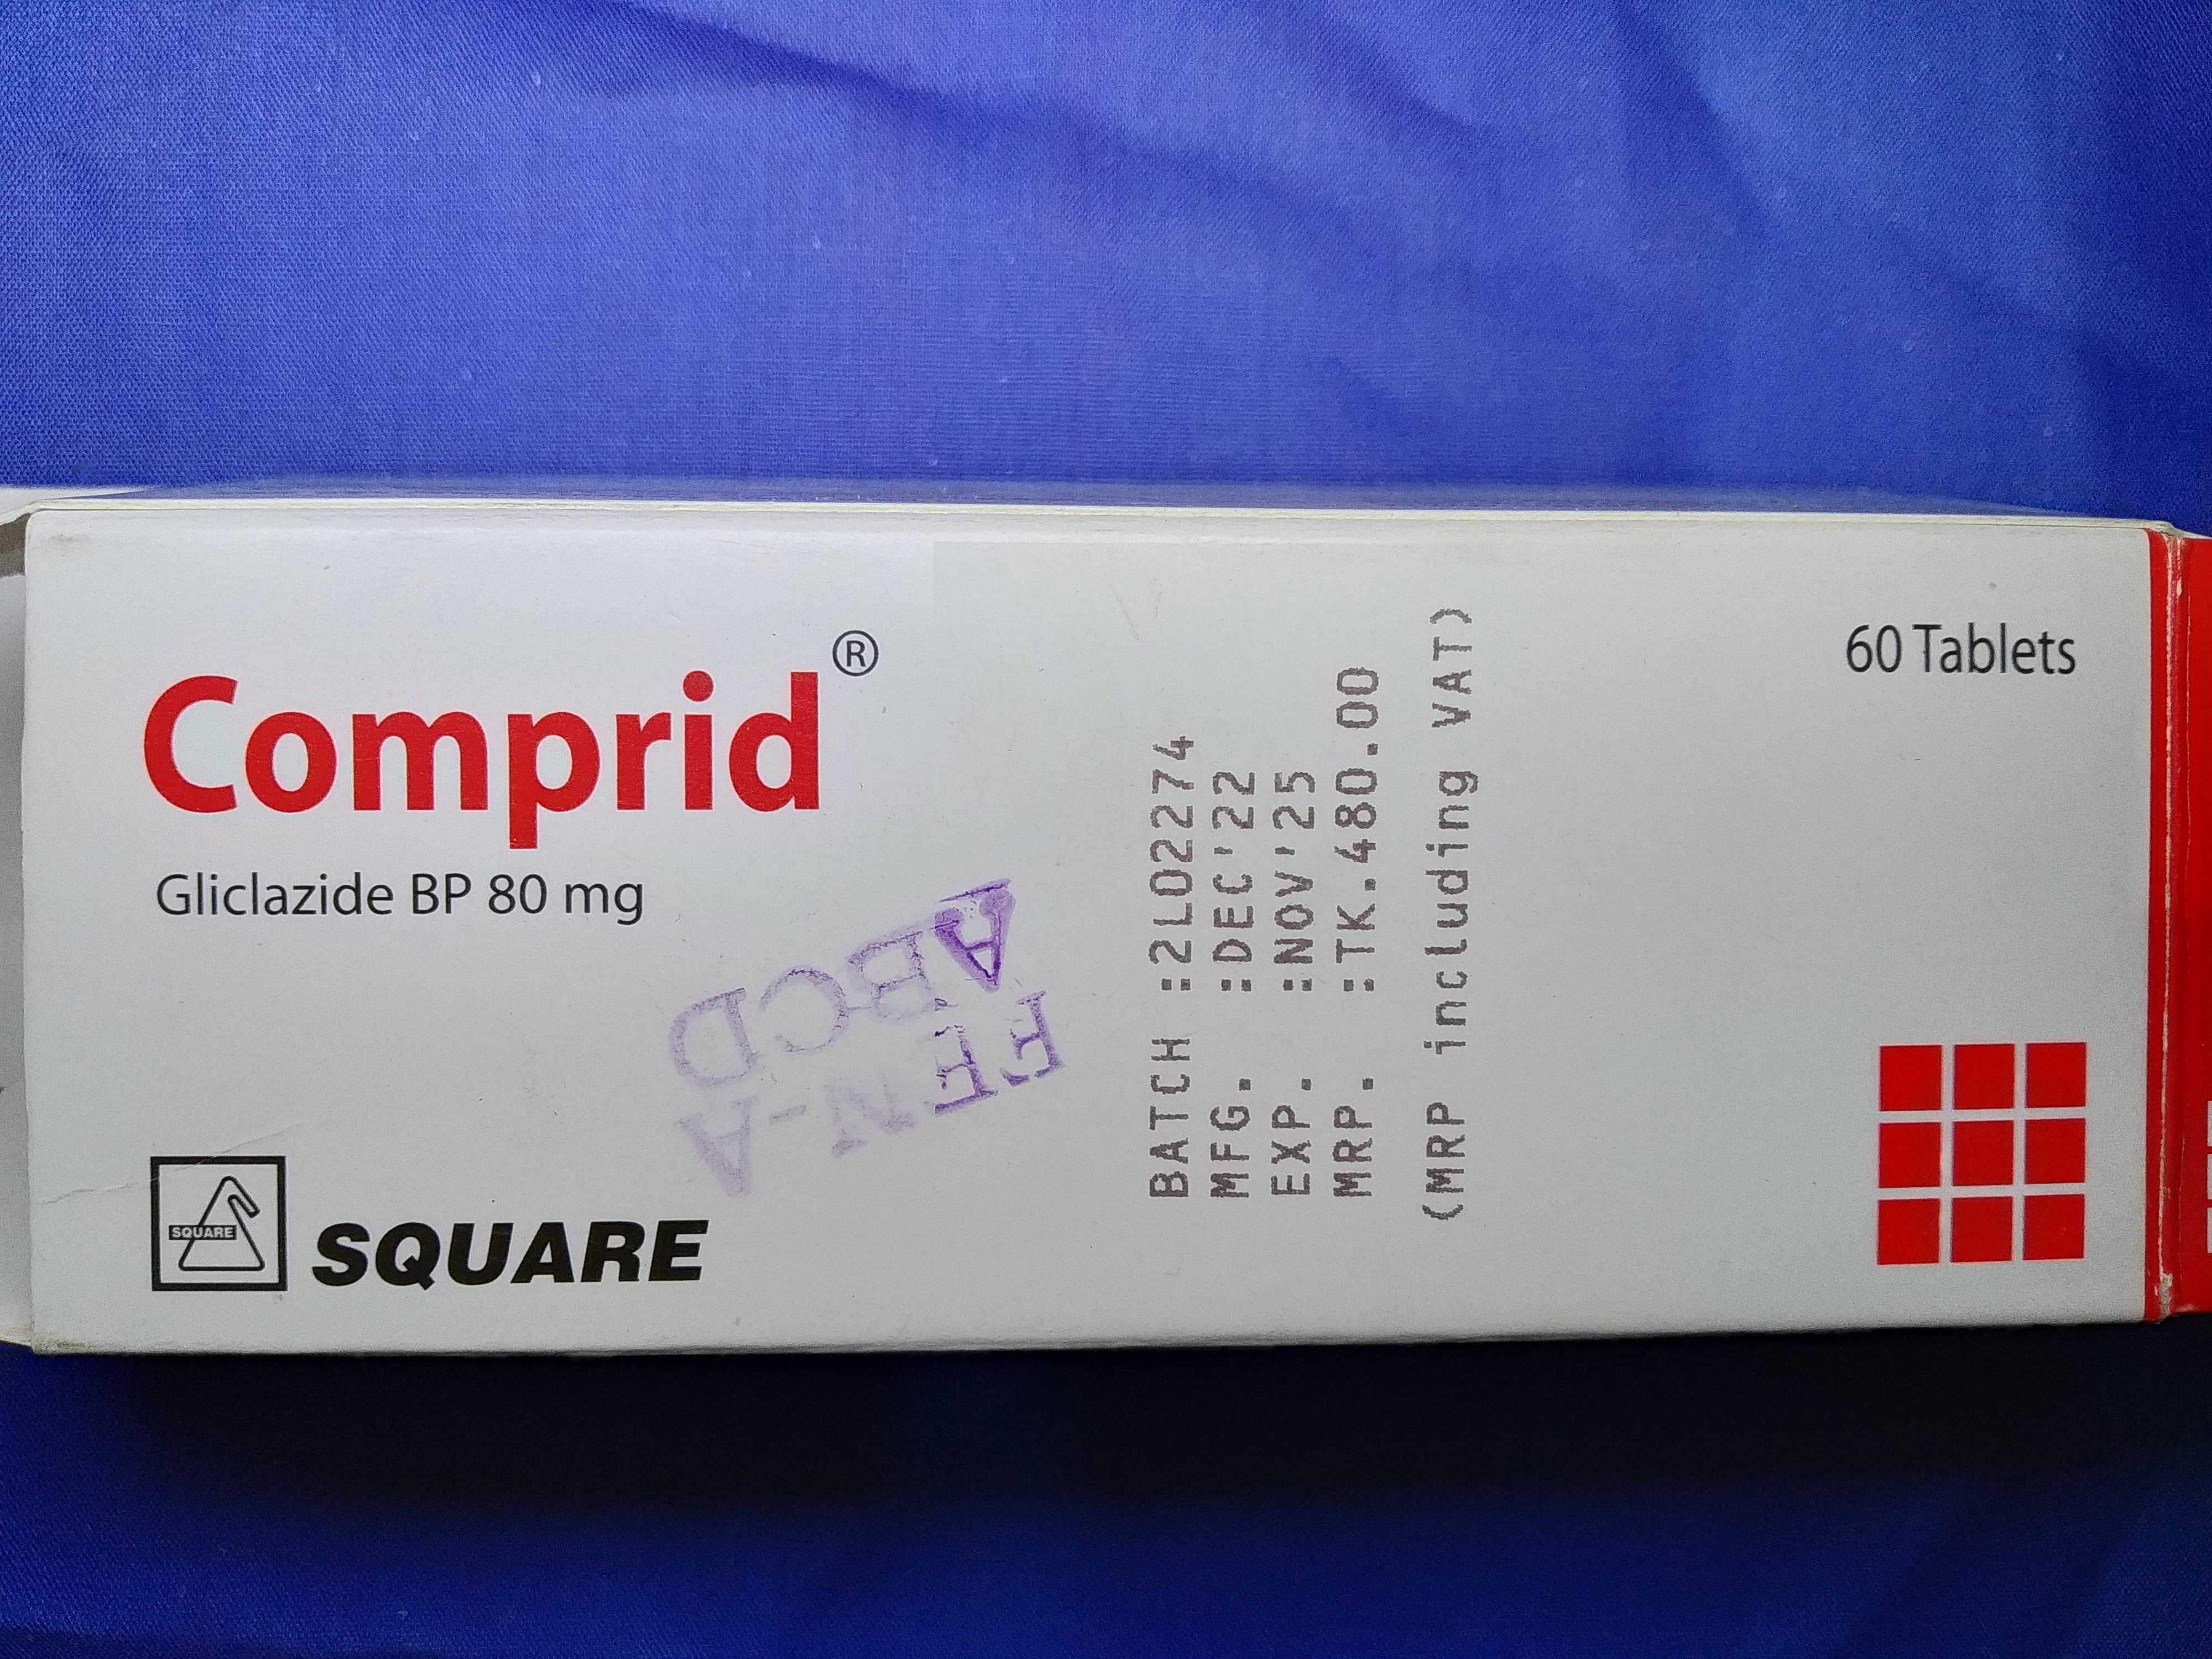 Comprid®
Gliclazide BP 80 mg
60 Tablets
BATCH :2L02274
MFG. :DEC'22
EXP. :NOV'25
MRP. :TK.480.00
(MRP including VAT)
ABCD
FEN-A
SQUARE
SQUARE